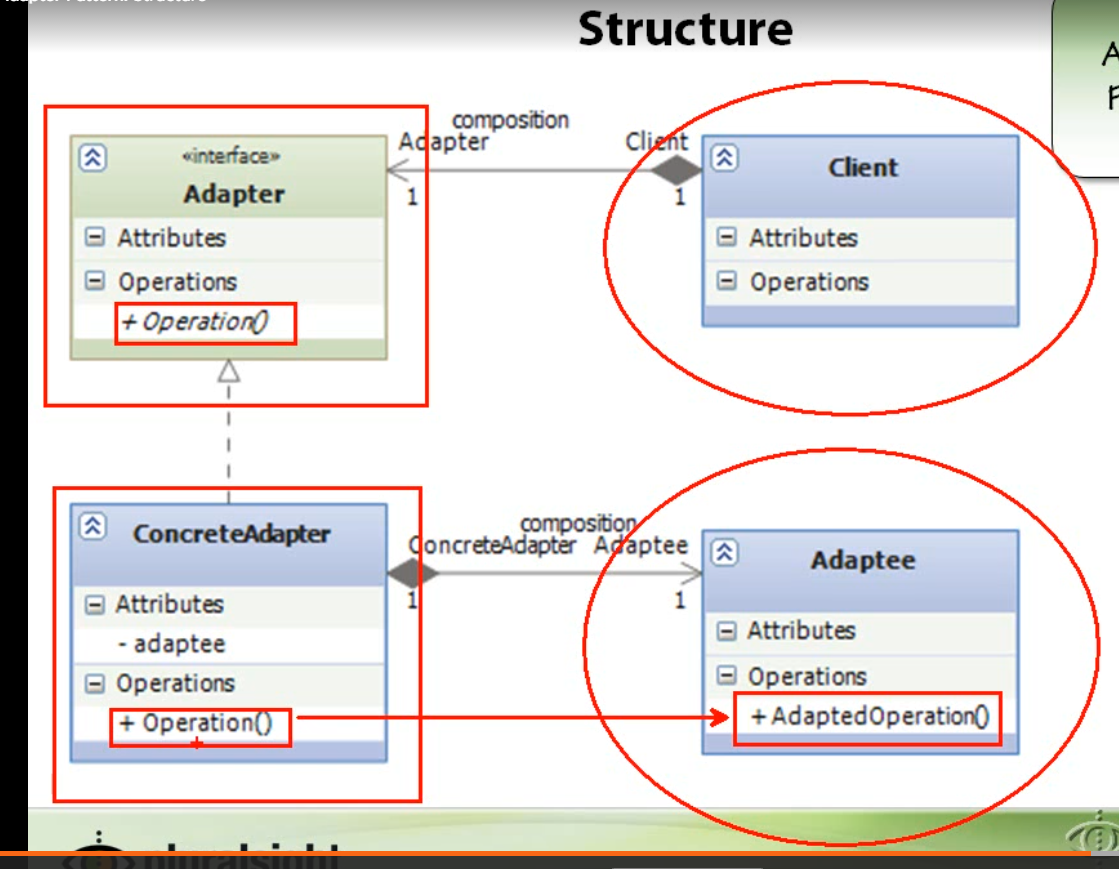 Adapter Pattern: Structure
Structure
«interface»
Adapter
Attributes
Operations
+ Operation()
composition
Adapter
Client
1
1
Client
Attributes
Operations
ConcreteAdapter
Attributes
- adaptee
Operations
+ Operation()
composition
ConcreteAdapter
Adaptee
1
1
Adaptee
Attributes
Operations
+ AdaptedOperation()
pluralsight